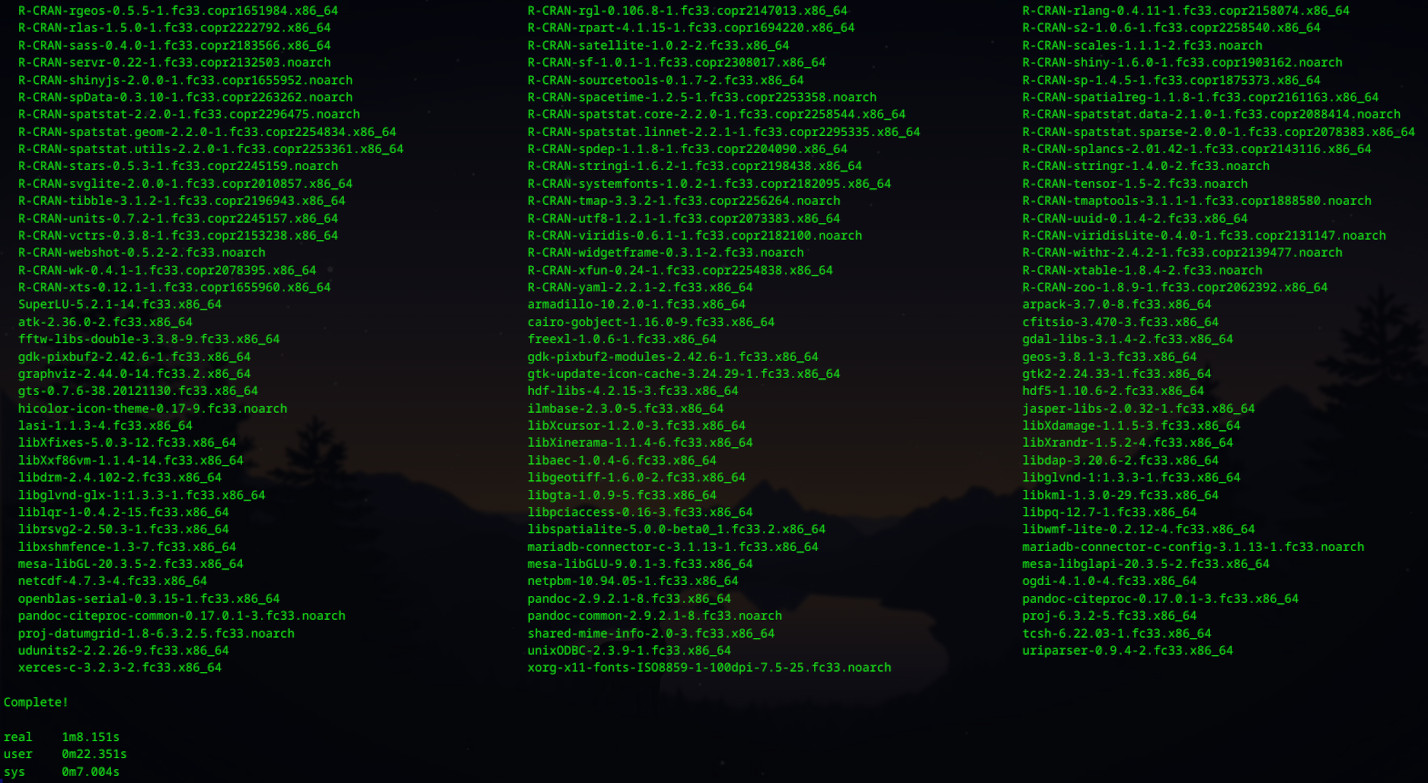 R-CRAN-rgeos-0.5.5-1.fc33.copr1651984.x86_64 R-CRAN-rgl-0.106.8-1.fc33.copr2147013.x86_64 R-CRAN-rlang-0.4.11-1.fc33.copr2158074.x86_64
R-CRAN-rlas-1.5.0-1.fc33.copr2222792.x86_64 R-CRAN-rpart-4.1.15-1.fc33.copr1694220.x86_64 R-CRAN-s2-1.0.6-1.fc33.copr2258540.x86_64
R-CRAN-sass-0.4.0-1.fc33.copr2183566.x86_64 R-CRAN-satellite-1.0.2-2.fc33.x86_64 R-CRAN-scales-1.1.1-2.fc33.noarch
R-CRAN-servr-0.22-1.fc33.copr2132503.noarch R-CRAN-sf-1.0.1-1.fc33.copr2308017.x86_64 R-CRAN-shiny-1.6.0-1.fc33.copr1903162.noarch
R-CRAN-shinyjs-2.0.0-1.fc33.copr1655952.noarch R-CRAN-sourcetools-0.1.7-2.fc33.x86_64 R-CRAN-sp-1.4.5-1.fc33.copr1875373.x86_64
R-CRAN-spData-0.3.10-1.fc33.copr2263262.noarch R-CRAN-spacetime-1.2.5-1.fc33.copr2253358.noarch R-CRAN-spatialreg-1.1.8-1.fc33.copr2161163.x86_64
R-CRAN-spatstat-2.2.0-1.fc33.copr2296475.noarch R-CRAN-spatstat.core-2.2.0-1.fc33.copr2258544.x86_64 R-CRAN-spatstat.data-2.1.0-1.fc33.copr2088414.noarch
R-CRAN-spatstat.geom-2.2.0-1.fc33.copr2254834.x86_64 R-CRAN-spatstat.linnet-2.2.1-1.fc33.copr2295335.x86_64 R-CRAN-spatstat.sparse-2.0.0-1.fc33.copr2078383.x86_64
R-CRAN-spatstat.utils-2.2.0-1.fc33.copr2253361.x86_64 R-CRAN-spdep-1.1.8-1.fc33.copr2204090.x86_64 R-CRAN-splancs-2.01.42-1.fc33.copr2143116.x86_64
R-CRAN-stars-0.5.3-1.fc33.copr2245159.noarch R-CRAN-stringi-1.6.2-1.fc33.copr2198438.x86_64 R-CRAN-stringr-1.4.0-2.fc33.noarch
R-CRAN-svglite-2.0.0-1.fc33.copr2010857.x86_64 R-CRAN-systemfonts-1.0.2-1.fc33.copr2182095.x86_64 R-CRAN-tensor-1.5-2.fc33.noarch
R-CRAN-tibble-3.1.2-1.fc33.copr2196943.x86_64 R-CRAN-tmap-3.3.2-1.fc33.copr2256264.noarch R-CRAN-tmaptools-3.1.1-1.fc33.copr1888580.noarch
R-CRAN-units-0.7.2-1.fc33.copr2245157.x86_64 R-CRAN-utf8-1.2.1-1.fc33.copr2073383.x86_64 R-CRAN-uuid-0.1.4-2.fc33.x86_64
R-CRAN-vctrs-0.3.8-1.fc33.copr2153238.x86_64 R-CRAN-viridis-0.6.1-1.fc33.copr2182100.noarch R-CRAN-viridisLite-0.4.0-1.fc33.copr2131147.noarch
R-CRAN-webshot-0.5.2-2.fc33.noarch R-CRAN-widgetframe-0.3.1-2.fc33.noarch R-CRAN-withr-2.4.2-1.fc33.copr2139477.noarch
R-CRAN-wk-0.4.1-1.fc33.copr2078395.x86_64 R-CRAN-xfun-0.24-1.fc33.copr2254838.x86_64 R-CRAN-xtable-1.8.4-2.fc33.noarch
R-CRAN-xts-0.12.1-1.fc33.copr1655960.x86_64 R-CRAN-yaml-2.2.1-2.fc33.x86_64 R-CRAN-zoo-1.8.9-1.fc33.copr2062392.x86_64
SuperLU-5.2.1-14.fc33.x86_64 armadillo-10.2.0-1.fc33.x86_64 arpack-3.7.0-8.fc33.x86_64
atk-2.36.0-2.fc33.x86_64 cairo-gobject-1.16.0-9.fc33.x86_64 cfitsio-3.470-3.fc33.x86_64
fftw-libs-double-3.3.8-9.fc33.x86_64 freexl-1.0.6-1.fc33.x86_64 gdal-libs-3.1.4-2.fc33.x86_64
gdk-pixbuf2-2.42.6-1.fc33.x86_64 gdk-pixbuf2-modules-2.42.6-1.fc33.x86_64 geos-3.8.1-3.fc33.x86_64
graphviz-2.44.0-14.fc33.2.x86_64 gtk-update-icon-cache-3.24.29-1.fc33.x86_64 gtk2-2.24.33-1.fc33.x86_64
gts-0.7.6-38.20121130.fc33.x86_64 hdf-libs-4.2.15-3.fc33.x86_64 hdf5-1.10.6-2.fc33.x86_64
hicolor-icon-theme-0.17-9.fc33.noarch ilmbase-2.3.0-5.fc33.x86_64 jasper-libs-2.0.32-1.fc33.x86_64
lasi-1.1.3-4.fc33.x86_64 libXcursor-1.2.0-3.fc33.x86_64 libXdamage-1.1.5-3.fc33.x86_64
libXfixes-5.0.3-12.fc33.x86_64 libXinerama-1.1.4-6.fc33.x86_64 libXrandr-1.5.2-4.fc33.x86_64
libXxf86vm-1.1.4-14.fc33.x86_64 libaec-1.0.4-6.fc33.x86_64 libdap-3.20.6-2.fc33.x86_64
libdrm-2.4.102-2.fc33.x86_64 libgeotiff-1.6.0-2.fc33.x86_64 libglvnd-1:1.3.3-1.fc33.x86_64
libglvnd-glx-1:1.3.3-1.fc33.x86_64 libgta-1.0.9-5.fc33.x86_64 libkml-1.3.0-29.fc33.x86_64
liblqr-1-0.4.2-15.fc33.x86_64 libpciaccess-0.16-3.fc33.x86_64 libpq-12.7-1.fc33.x86_64
librsvg2-2.50.3-1.fc33.x86_64 libspatialite-5.0.0-beta0_1.fc33.2.x86_64 libwmf-lite-0.2.12-4.fc33.x86_64
libxshmfence-1.3-7.fc33.x86_64 mariadb-connector-c-3.1.13-1.fc33.x86_64 mariadb-connector-c-config-3.1.13-1.fc33.noarch
mesa-libGL-20.3.5-2.fc33.x86_64 mesa-libGLU-9.0.1-3.fc33.x86_64 mesa-libglapi-20.3.5-2.fc33.x86_64
netcdf-4.7.3-4.fc33.x86_64 netpbm-10.94.05-1.fc33.x86_64 ogdi-4.1.0-4.fc33.x86_64
openblas-serial-0.3.15-1.fc33.x86_64 pandoc-2.9.2.1-8.fc33.x86_64 pandoc-citeproc-0.17.0.1-3.fc33.x86_64
pandoc-citeproc-common-0.17.0.1-3.fc33.noarch pandoc-common-2.9.2.1-8.fc33.noarch proj-6.3.2-5.fc33.x86_64
proj-datumgrid-1.8-6.3.2.5.fc33.noarch shared-mime-info-2.0-3.fc33.x86_64 tcsh-6.22.03-1.fc33.x86_64
udunits2-2.2.26-9.fc33.x86_64 unixODBC-2.3.9-1.fc33.x86_64 uriparser-0.9.4-2.fc33.x86_64
xerces-c-3.2.3-2.fc33.x86_64 xorg-x11-fonts-ISO8859-1-100dpi-7.5-25.fc33.noarch
Complete!
real 1m8.151s
user 0m22.351s
sys 0m7.004s